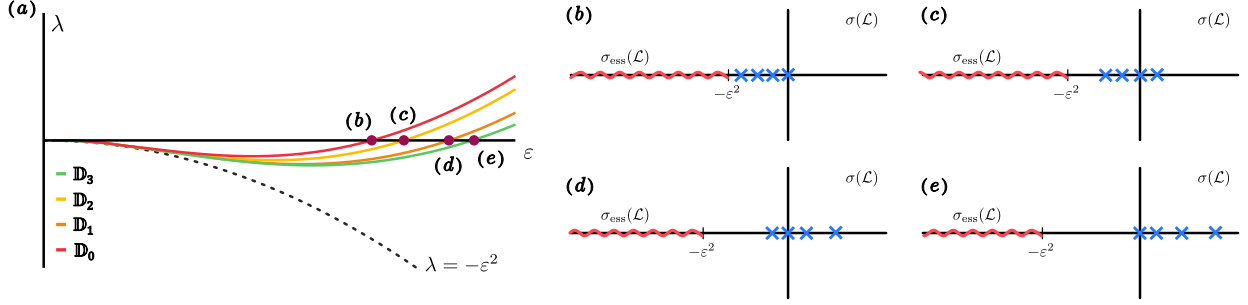 (a)
λ
(b)
(c)
(d)
(e)
ε
𝔻₃
𝔻₂
𝔻₁
𝔻₀
λ = −ε²
(b)
σ(ℒ)
σₑₛₛ(ℒ)
−ε²
(c)
σ(ℒ)
σₑₛₛ(ℒ)
−ε²
(d)
σ(ℒ)
σₑₛₛ(ℒ)
−ε²
(e)
σ(ℒ)
σₑₛₛ(ℒ)
−ε²